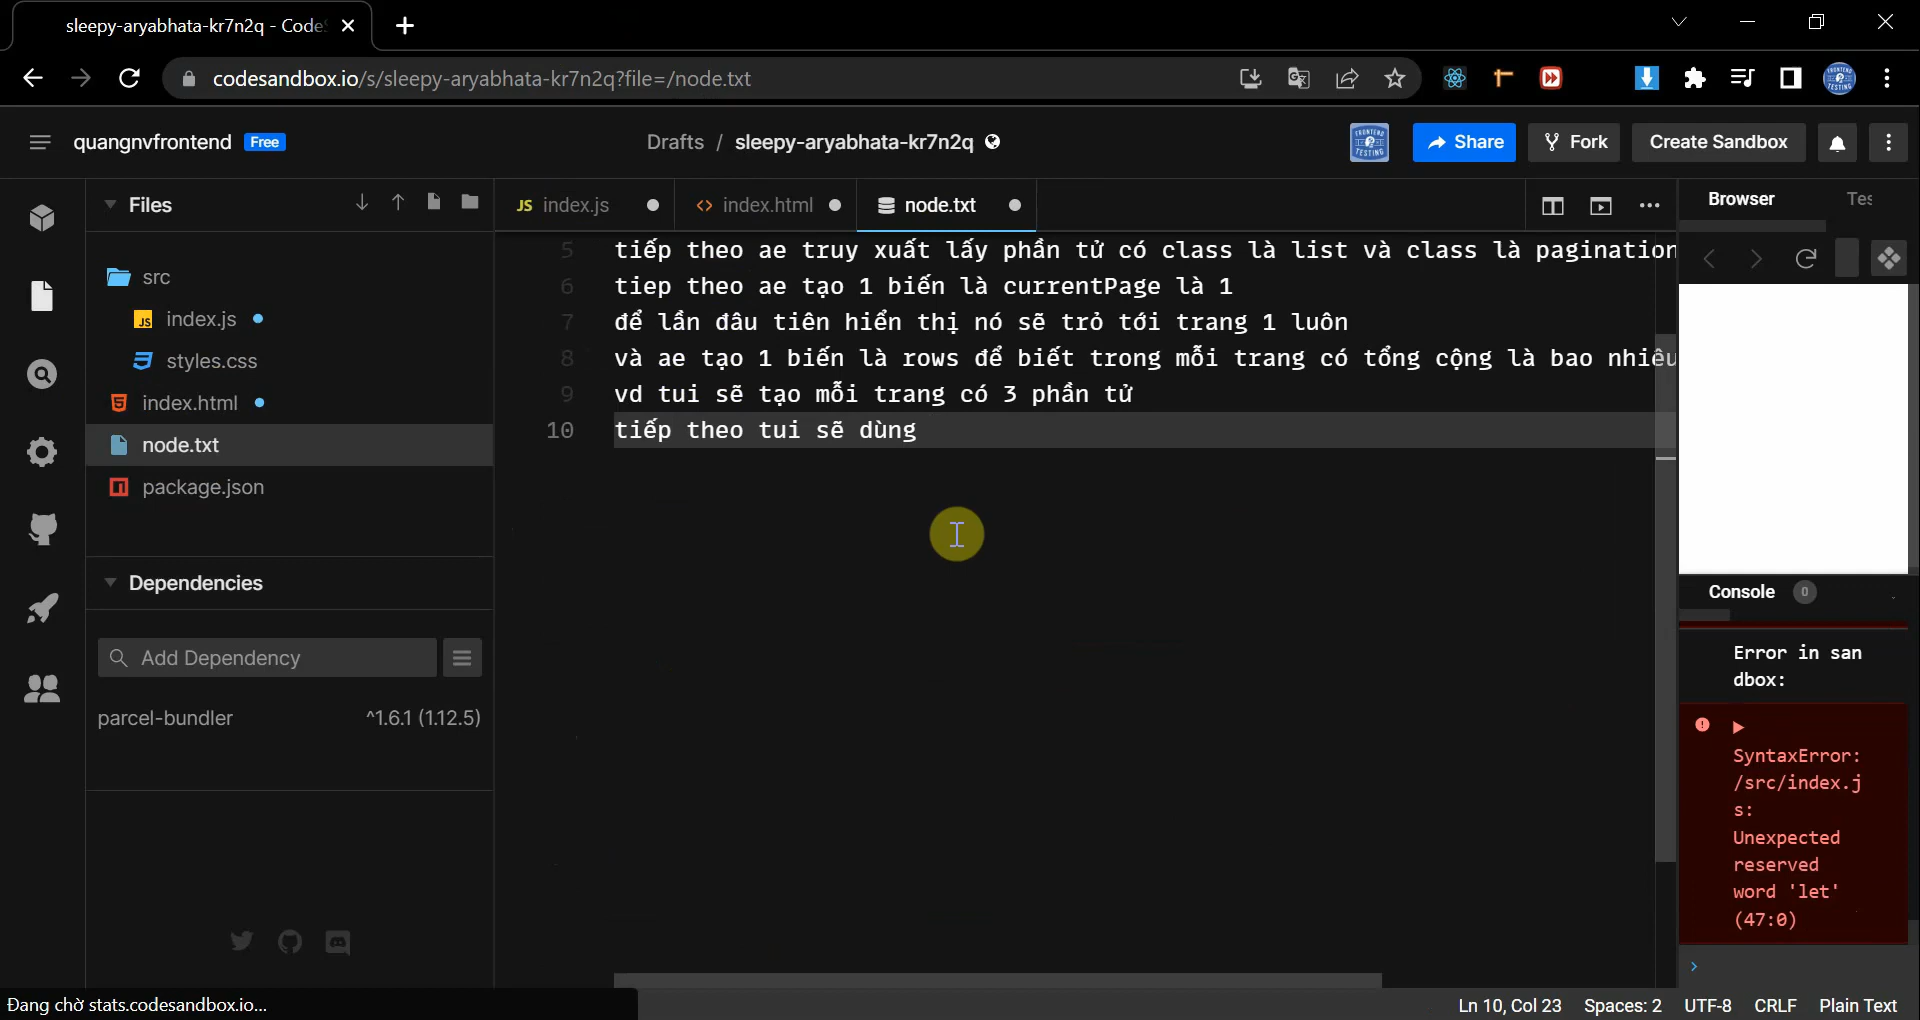 sleepy-aryabhata-kr7n2q - Code
codesandbox.io/s/sleepy-aryabhata-kr7n2q?file=/node.txt
quangnvfrontend Free
Drafts / sleepy-aryabhata-kr7n2q
FRONTEND
TESTING
Share
Fork
Create Sandbox
Files
JS index.js
<> index.html
node.txt
Browser
Tes
src
JS index.js
styles.css
index.html
node.txt
package.json
5 tiếp theo ae truy xuất lấy phần tử có class là list và class là pagination
6 tiep theo ae tạo 1 biến là currentPage là 1
7 để lần đâu tiên hiển thị nó sẽ trỏ tới trang 1 luôn
8 và ae tạo 1 biến là rows để biết trong mỗi trang có tổng cộng là bao nhiêu
9 vd tui sẽ tạo mỗi trang có 3 phần tử
10 tiếp theo tui sẽ dùng
Dependencies
Add Dependency
parcel-bundler ^1.6.1 (1.12.5)
Console 0
Error in san
dbox:
SyntaxError:
/src/index.j
s:
Unexpected
reserved
word 'let'
(47:0)
Đang chờ stats.codesandbox.io...
Ln 10, Col 23 Spaces: 2 UTF-8 CRLF Plain Text